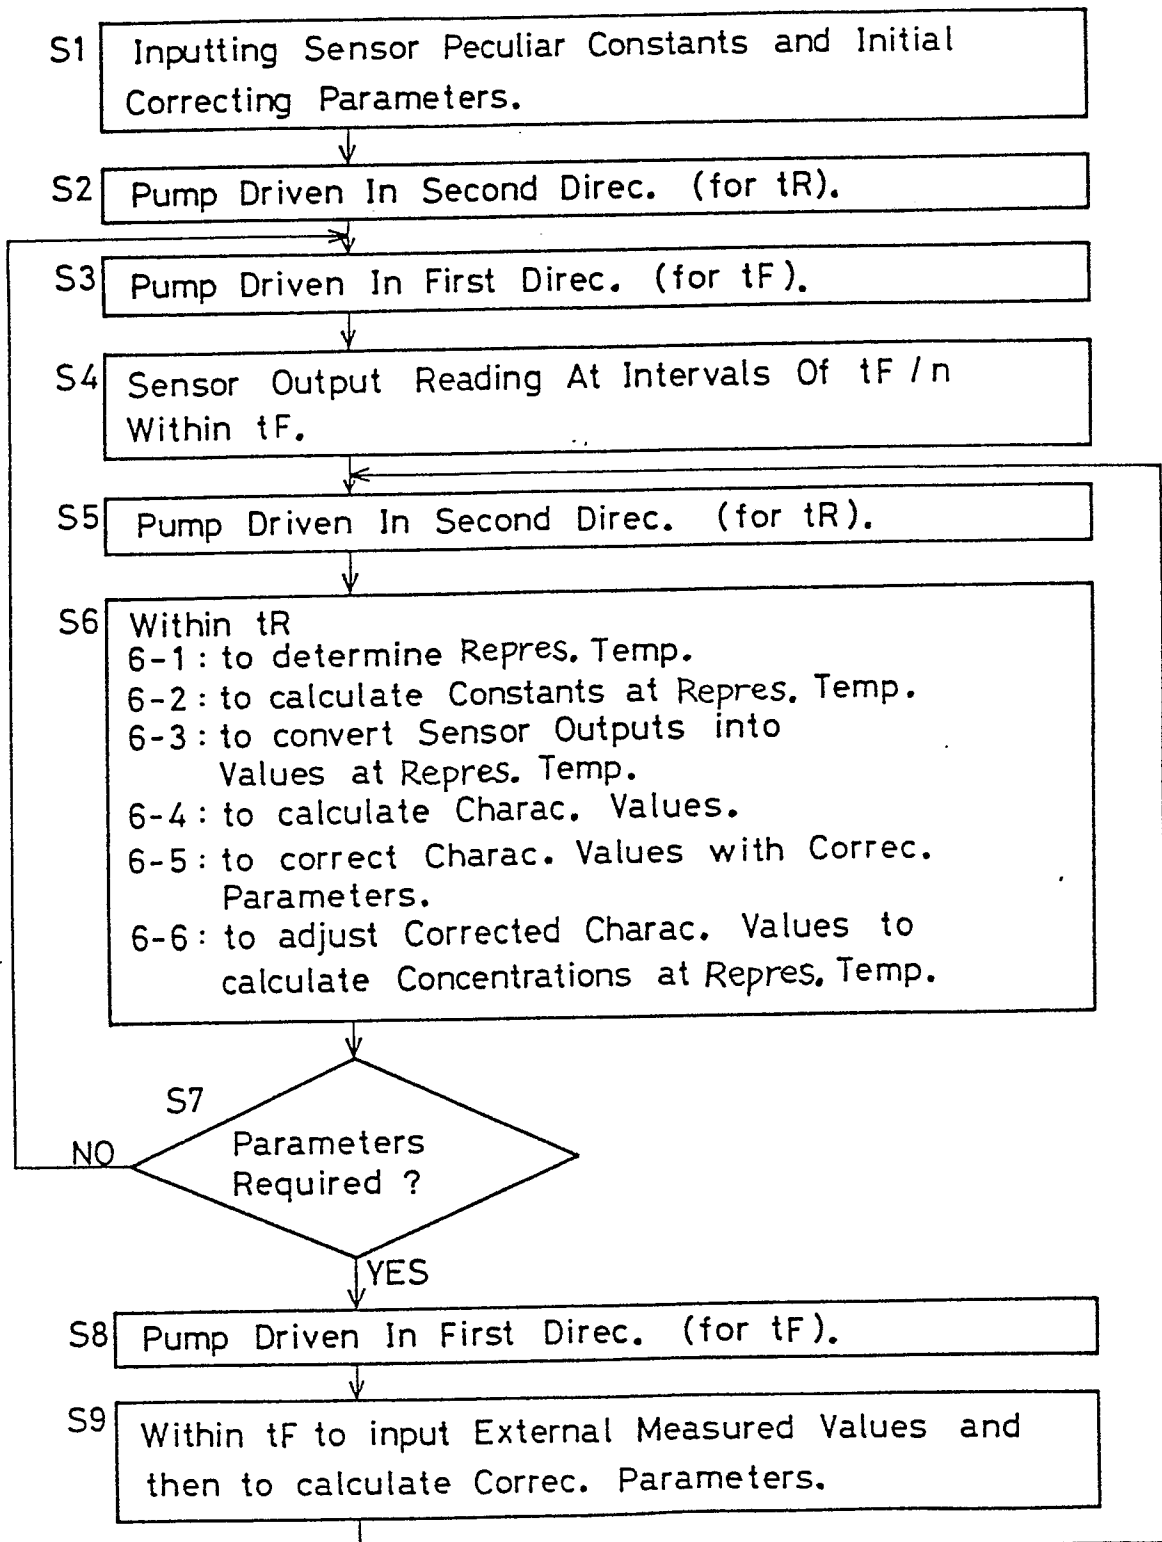 S1 Inputting Sensor Peculiar Constants and Initial
Correcting Parameters.
S2 Pump Driven In Second Direc. (for tR).
S3 Pump Driven In First Direc. (for tF).
S4 Sensor Output Reading At Intervals Of tF / n
Within tF.
S5 Pump Driven In Second Direc. (for tR).
S6 Within tR
6-1 : to determine Repres. Temp.
6-2 : to calculate Constants at Repres. Temp.
6-3 : to convert Sensor Outputs into
Values at Repres. Temp.
6-4 : to calculate Charac. Values.
6-5 : to correct Charac. Values with Correc.
Parameters.
6-6 : to adjust Corrected Charac. Values to
calculate Concentrations at Repres. Temp.
S7
NO
Parameters
Required ?
YES
S8 Pump Driven In First Direc. (for tF).
S9 Within tF to input External Measured Values and
then to calculate Correc. Parameters.